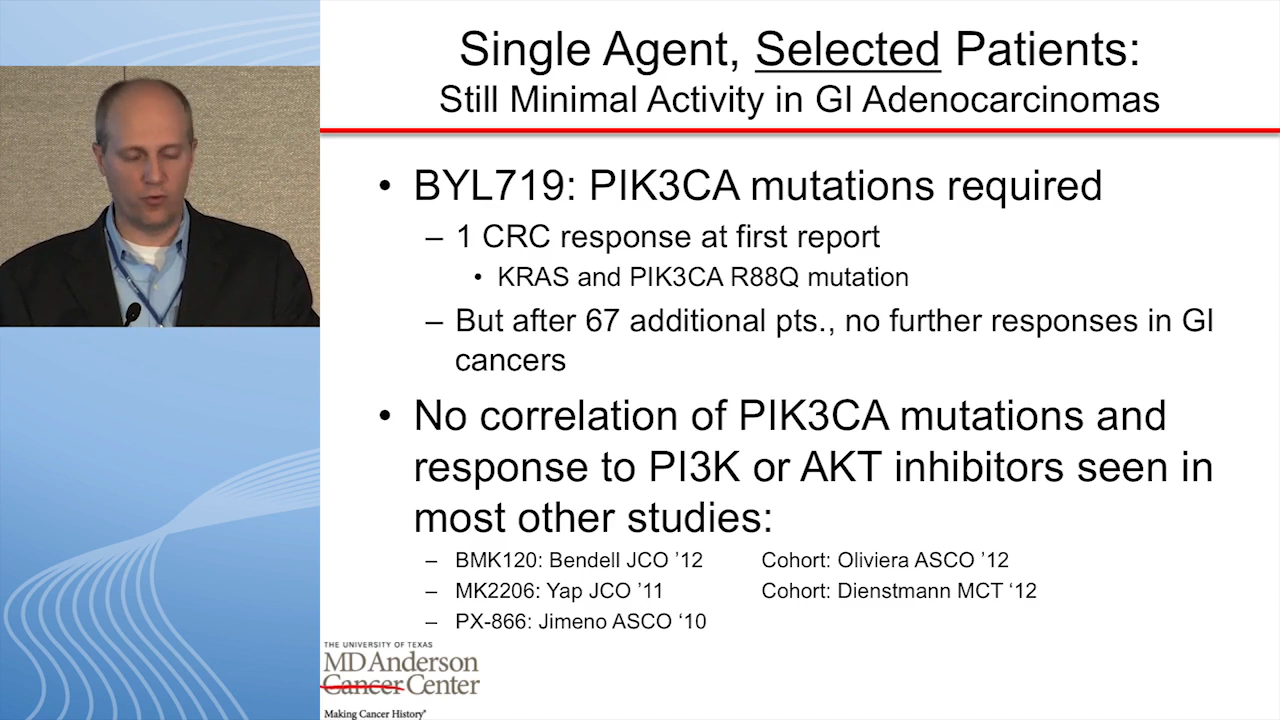 Single Agent, Selected Patients:
Still Minimal Activity in GI Adenocarcinomas
• BYL719: PIK3CA mutations required
– 1 CRC response at first report
• KRAS and PIK3CA R88Q mutation
– But after 67 additional pts., no further responses in GI
cancers
• No correlation of PIK3CA mutations and
response to PI3K or AKT inhibitors seen in
most other studies:
– BMK120: Bendell JCO ’12 Cohort: Oliviera ASCO ’12
– MK2206: Yap JCO ’11 Cohort: Dienstmann MCT ‘12
– PX-866: Jimeno ASCO ‘10
THE UNIVERSITY OF TEXAS
MD Anderson
Cancer Center
Making Cancer History®